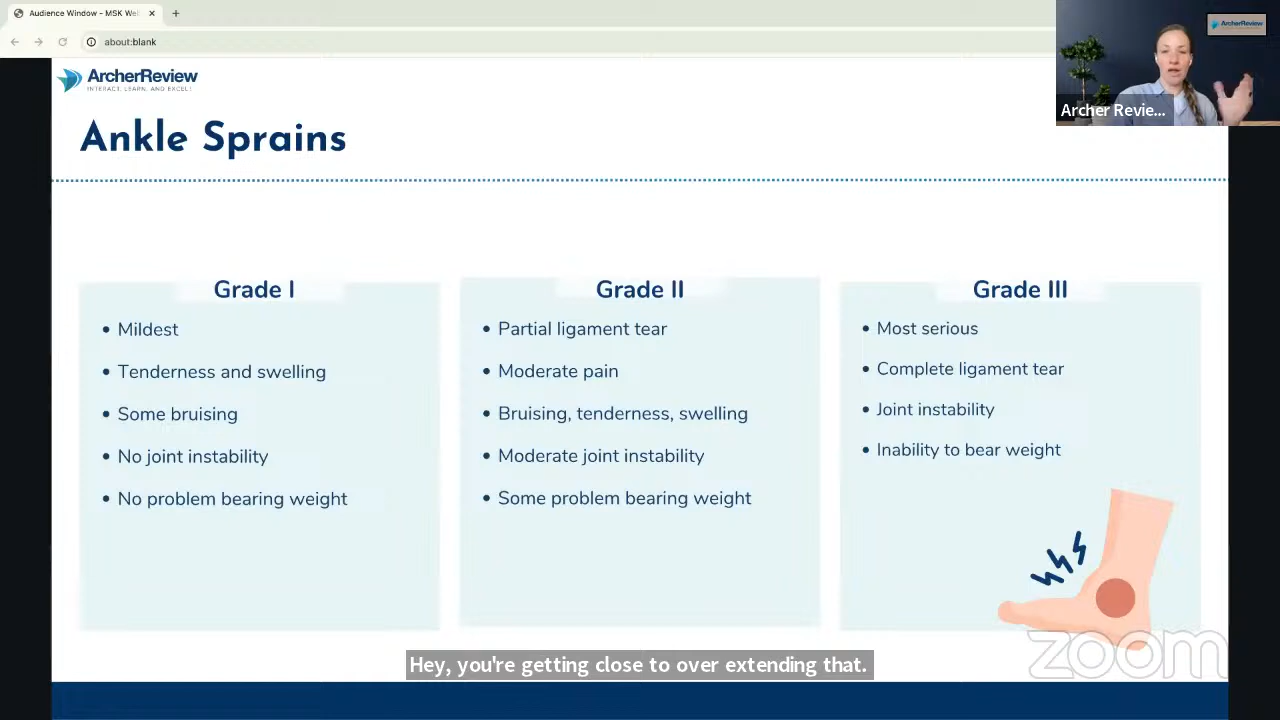 Audience Window - MSK Wel
about:blank
ArcherReview
INTERACT, LEARN, AND EXCEL!
ArcherReview
Archer Revie...
Ankle Sprains
Grade I
Mildest
Tenderness and swelling
Some bruising
No joint instability
No problem bearing weight
Grade II
Partial ligament tear
Moderate pain
Bruising, tenderness, swelling
Moderate joint instability
Some problem bearing weight
Grade III
Most serious
Complete ligament tear
Joint instability
Inability to bear weight
zoom
Hey, you're getting close to over extending that.